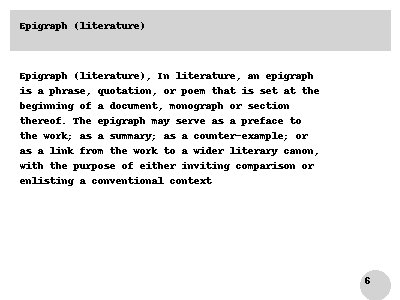 Epigraph (literature)
Epigraph (literature), In literature, an epigraph
is a phrase, quotation, or poem that is set at the
beginning of a document, monograph or section
thereof. The epigraph may serve as a preface to
the work; as a summary; as a counter-example; or
as a link from the work to a wider literary canon,
with the purpose of either inviting comparison or
enlisting a conventional context
6